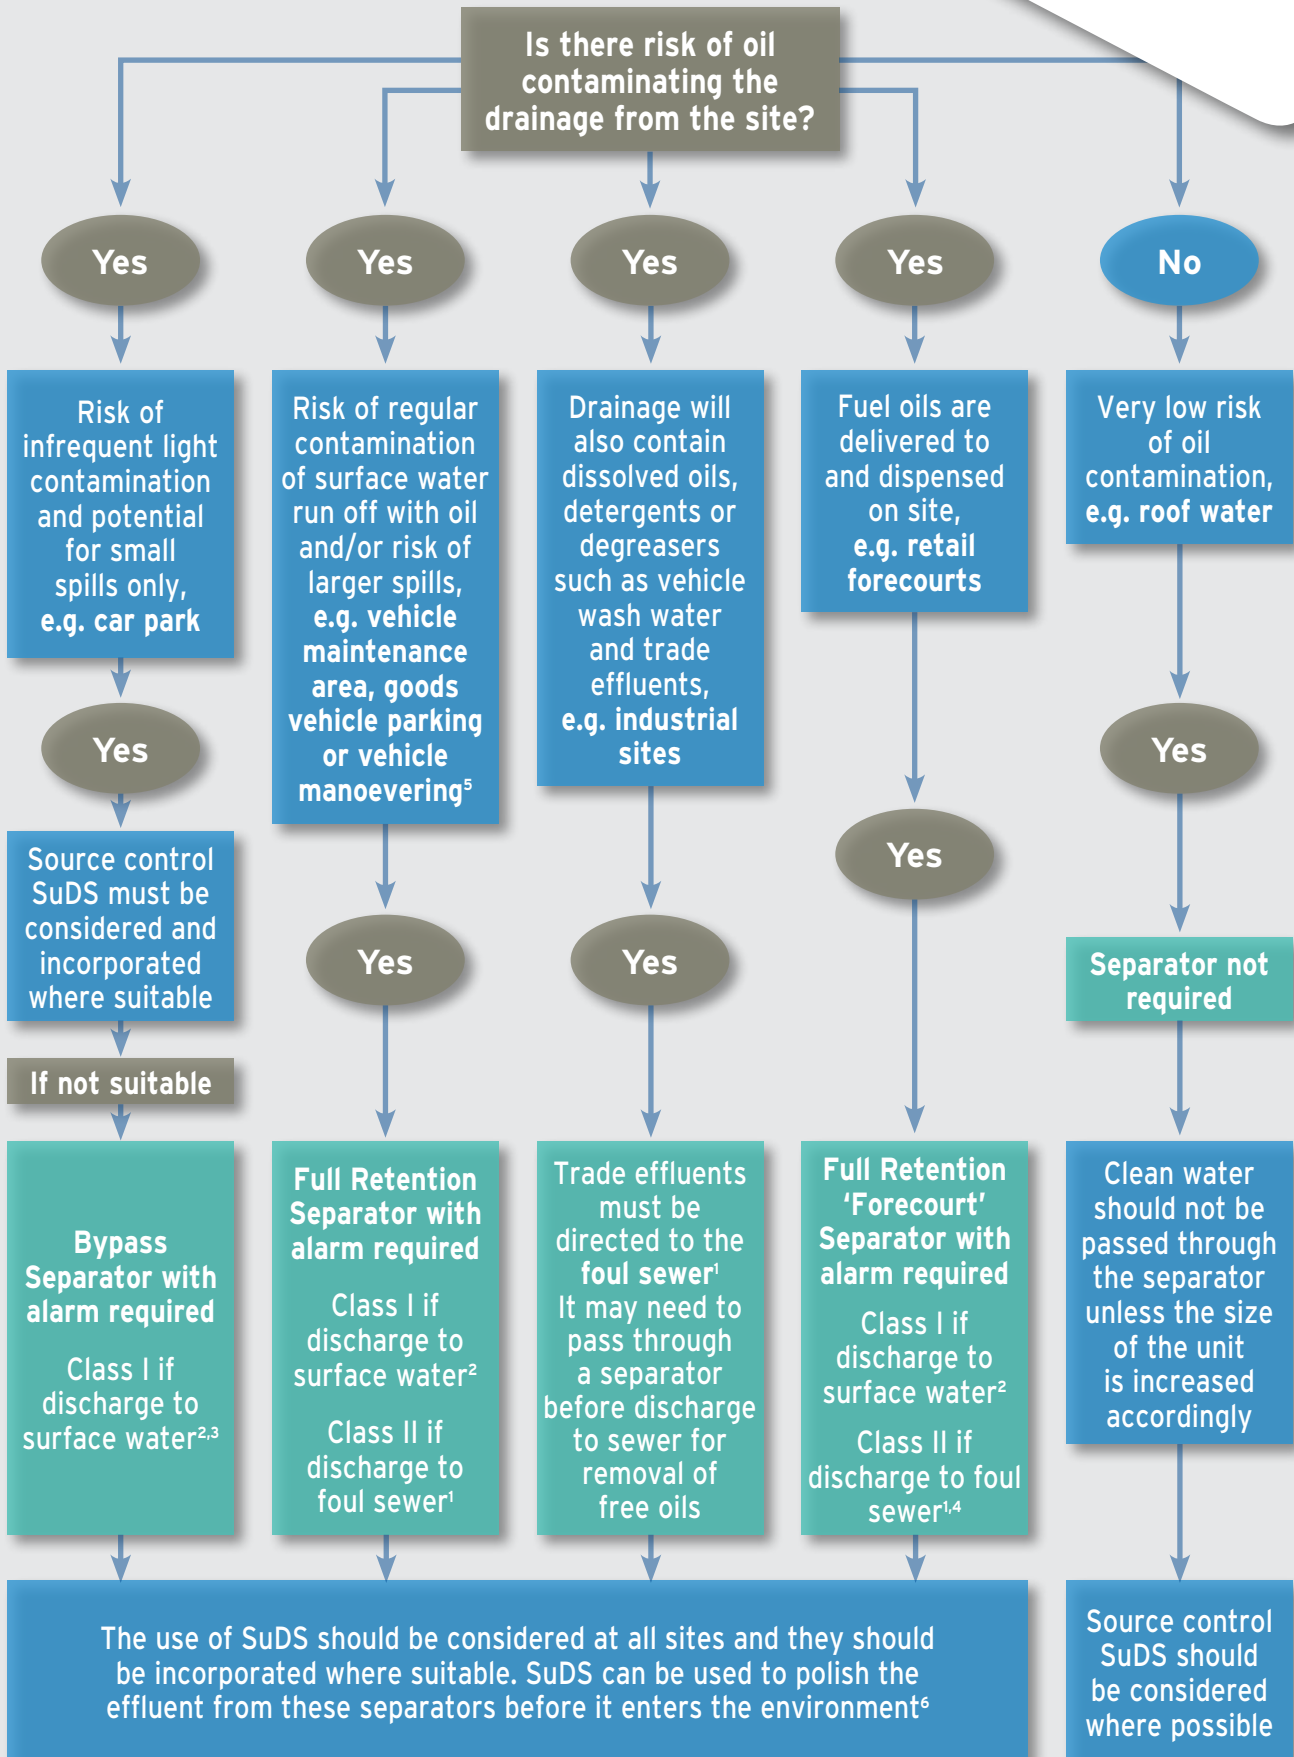 Is there risk of oil
contaminating the
drainage from the site?
Yes
Yes
Yes
Yes
No
Risk of
infrequent light
contamination
and potential
for small
spills only,
e.g. car park
Yes
Source control
SuDS must be
considered and
incorporated
where suitable
If not suitable
Bypass
Separator with
alarm required
Class I if
discharge to
surface water²,³
Risk of regular
contamination
of surface water
run off with oil
and/or risk of
larger spills,
e.g. vehicle
maintenance
area, goods
vehicle parking
or vehicle
manoevering⁵
Yes
Full Retention
Separator with
alarm required
Class I if
discharge to
surface water²
Class II if
discharge to
foul sewer¹
Drainage will
also contain
dissolved oils,
detergents or
degreasers
such as vehicle
wash water
and trade
effluents,
e.g. industrial
sites
Yes
Trade effluents
must be
directed to the
foul sewer¹
It may need to
pass through
a separator
before discharge
to sewer for
removal of
free oils
Fuel oils are
delivered to
and dispensed
on site,
e.g. retail
forecourts
Yes
Full Retention
‘Forecourt’
Separator with
alarm required
Class I if
discharge to
surface water²
Class II if
discharge to foul
sewer¹,⁴
Very low risk
of oil
contamination,
e.g. roof water
Yes
Separator not
required
Clean water
should not be
passed through
the separator
unless the size
of the unit
is increased
accordingly
The use of SuDS should be considered at all sites and they should
be incorporated where suitable. SuDS can be used to polish the
effluent from these separators before it enters the environment⁶
Source control
SuDS should
be considered
where possible